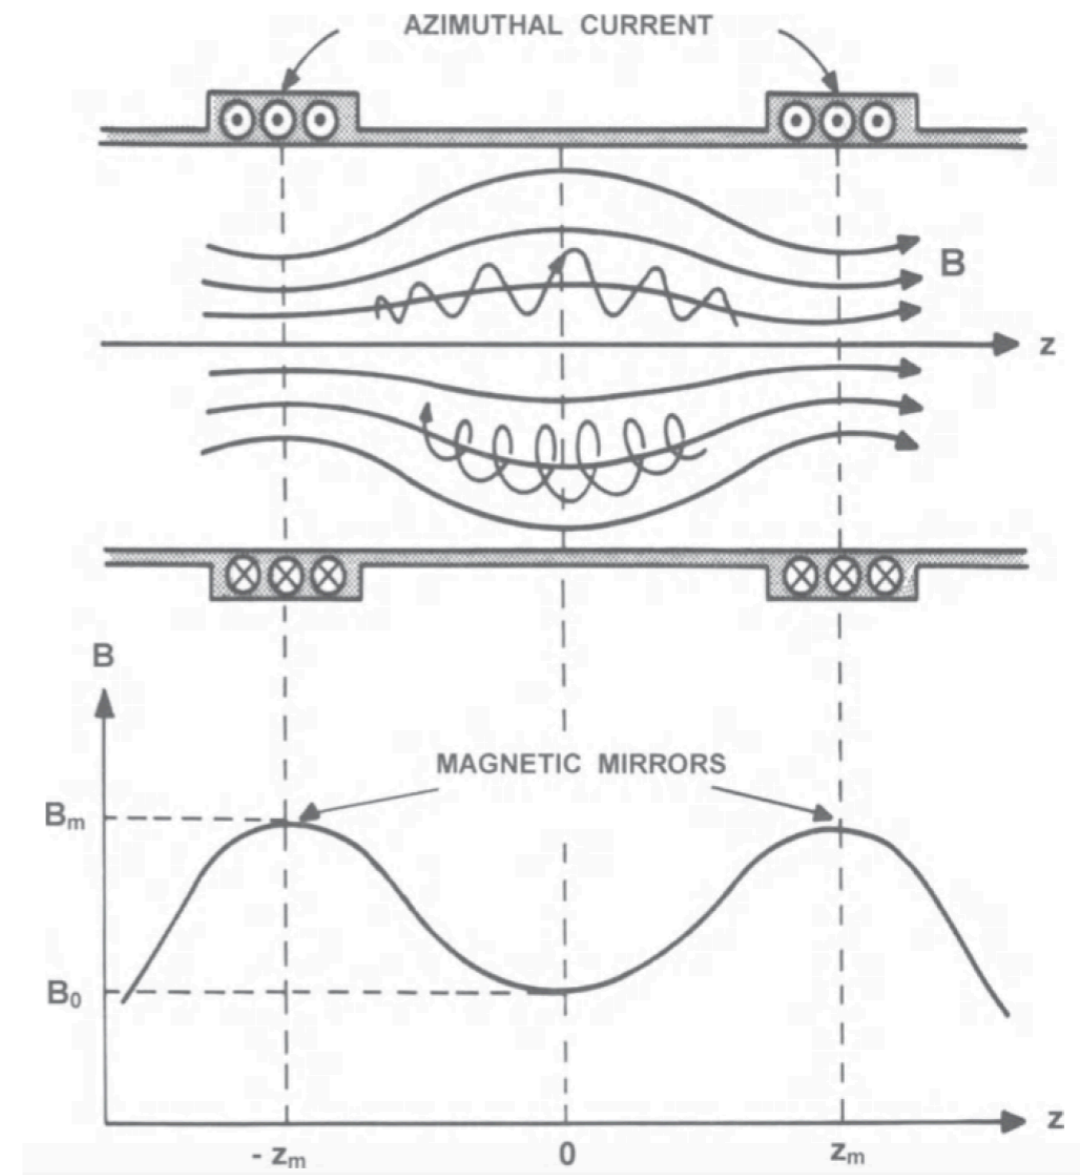 AZIMUTHAL CURRENT
B
z
B
MAGNETIC MIRRORS
Bₘ
B₀
z
- zₘ 0 zₘ